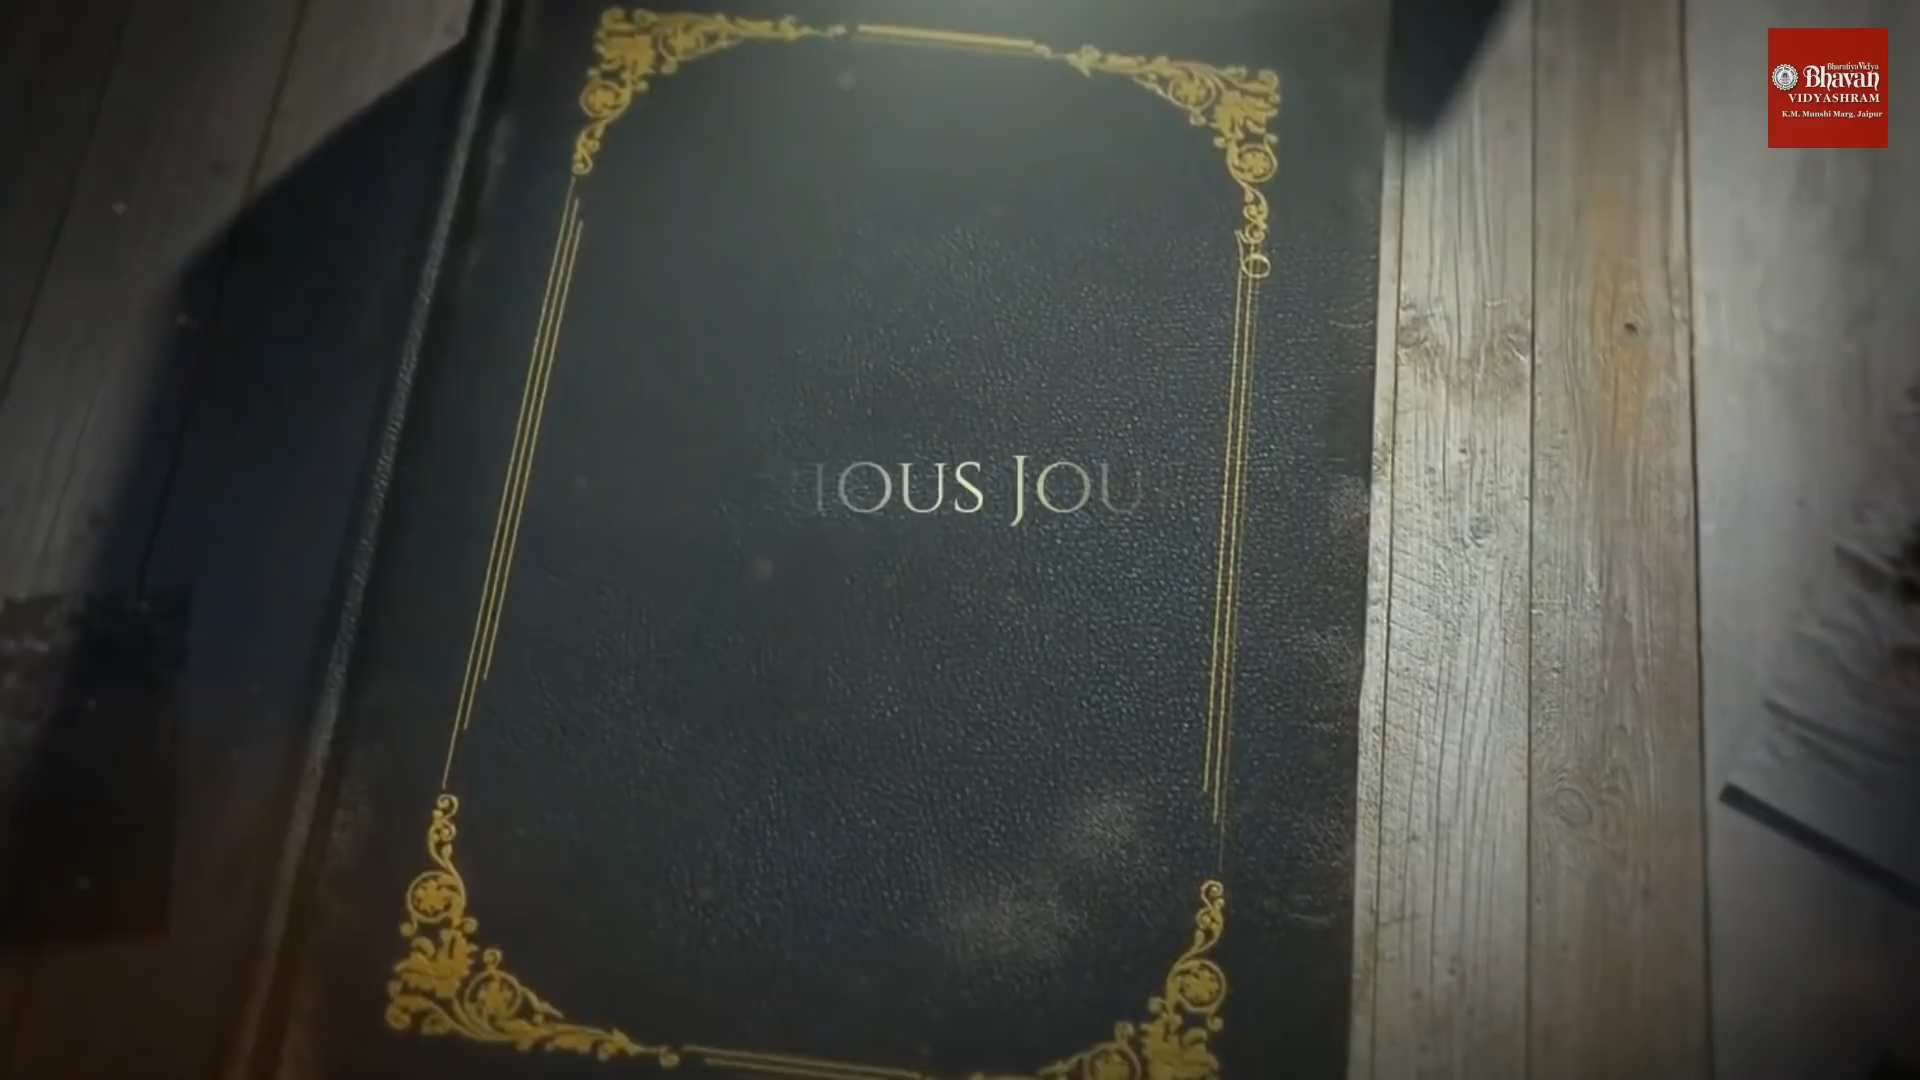 IOUS JOU
Bharatiya Vidya
Bhavan
VIDYASHRAM
K.M. Munshi Marg, Jaipur